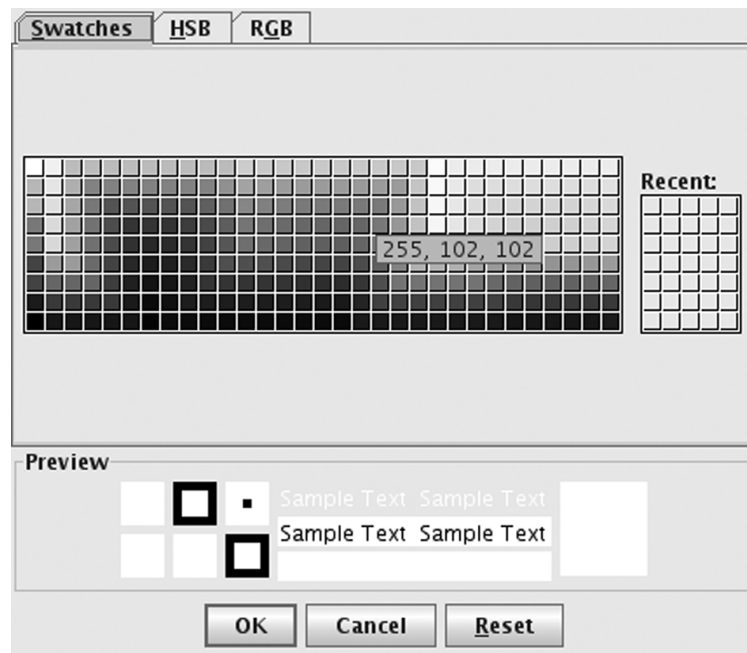 Swatches HSB RGB
Recent:
255, 102, 102
Preview
Sample Text Sample Text
Sample Text Sample Text
OK Cancel Reset